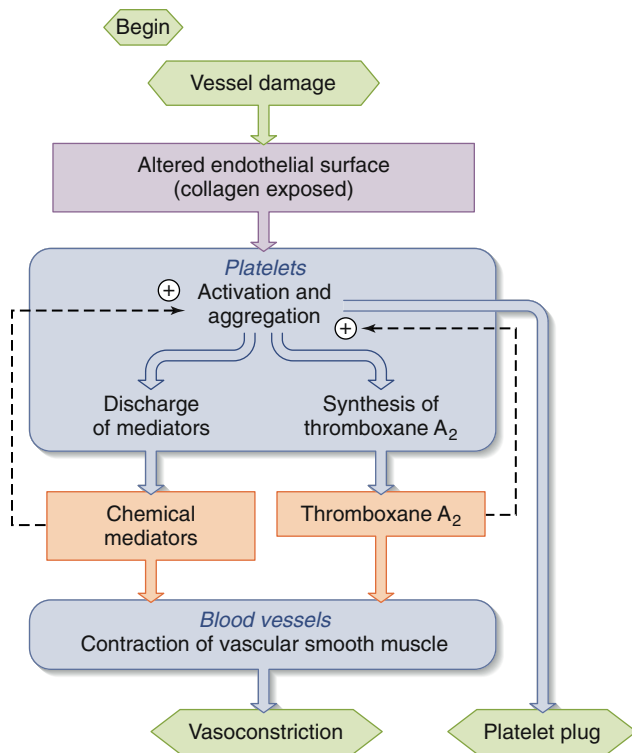 Begin
Vessel damage
Altered endothelial surface
(collagen exposed)
Platelets
+
Activation and
aggregation
+
Discharge
of mediators
Synthesis of
thromboxane A₂
Chemical
mediators
Thromboxane A₂
Blood vessels
Contraction of vascular smooth muscle
Vasoconstriction
Platelet plug